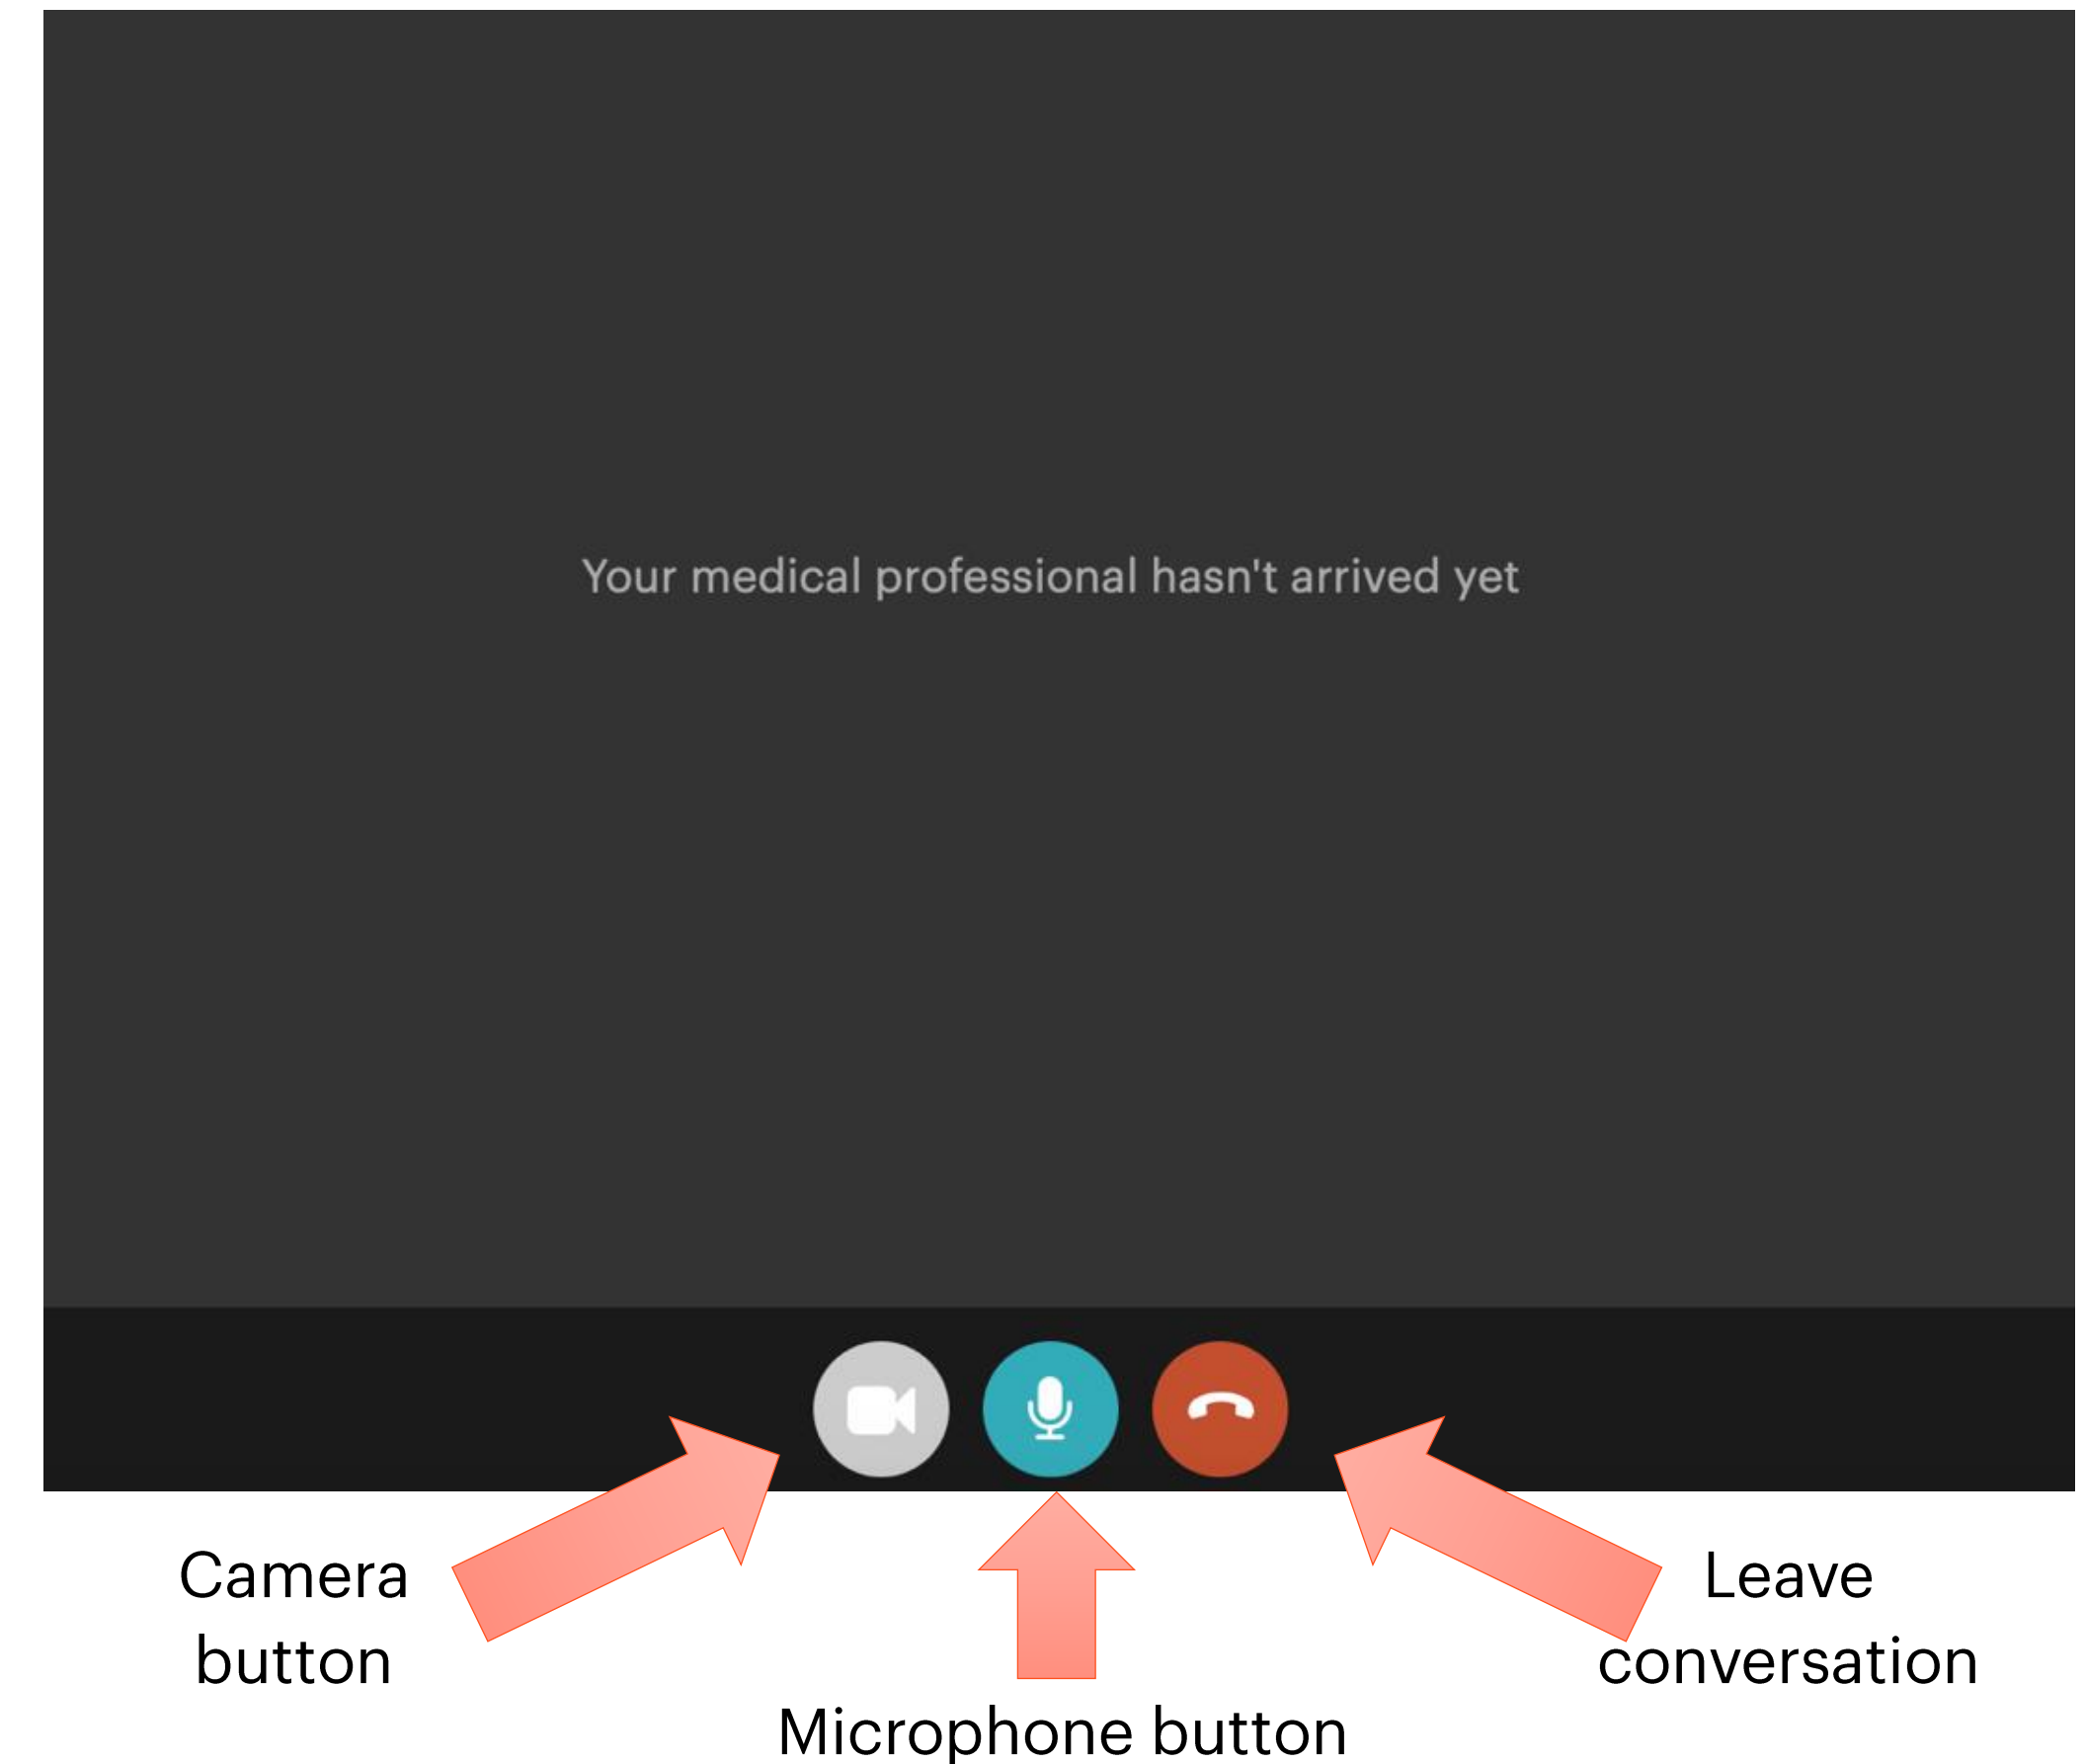 Your medical professional hasn't arrived yet
Camera
button
Microphone button
Leave
conversation